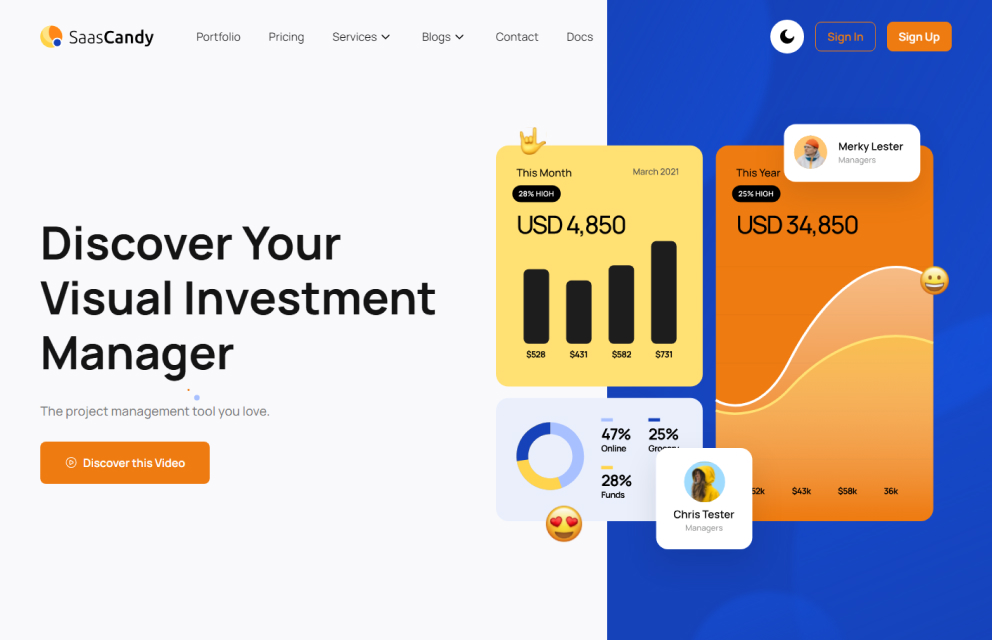 SaasCandy
Portfolio
Pricing
Services
Blogs
Contact
Docs
Sign In
Sign Up
Discover Your
Visual Investment
Manager
The project management tool you love.
Discover this Video
This Month
March 2021
28% HIGH
USD 4,850
$528
$431
$582
$731
This Year
25% HIGH
USD 34,850
Merky Lester
Managers
47%
Online
25%
28%
Funds
Chris Tester
Managers
$43k
$58k
36k